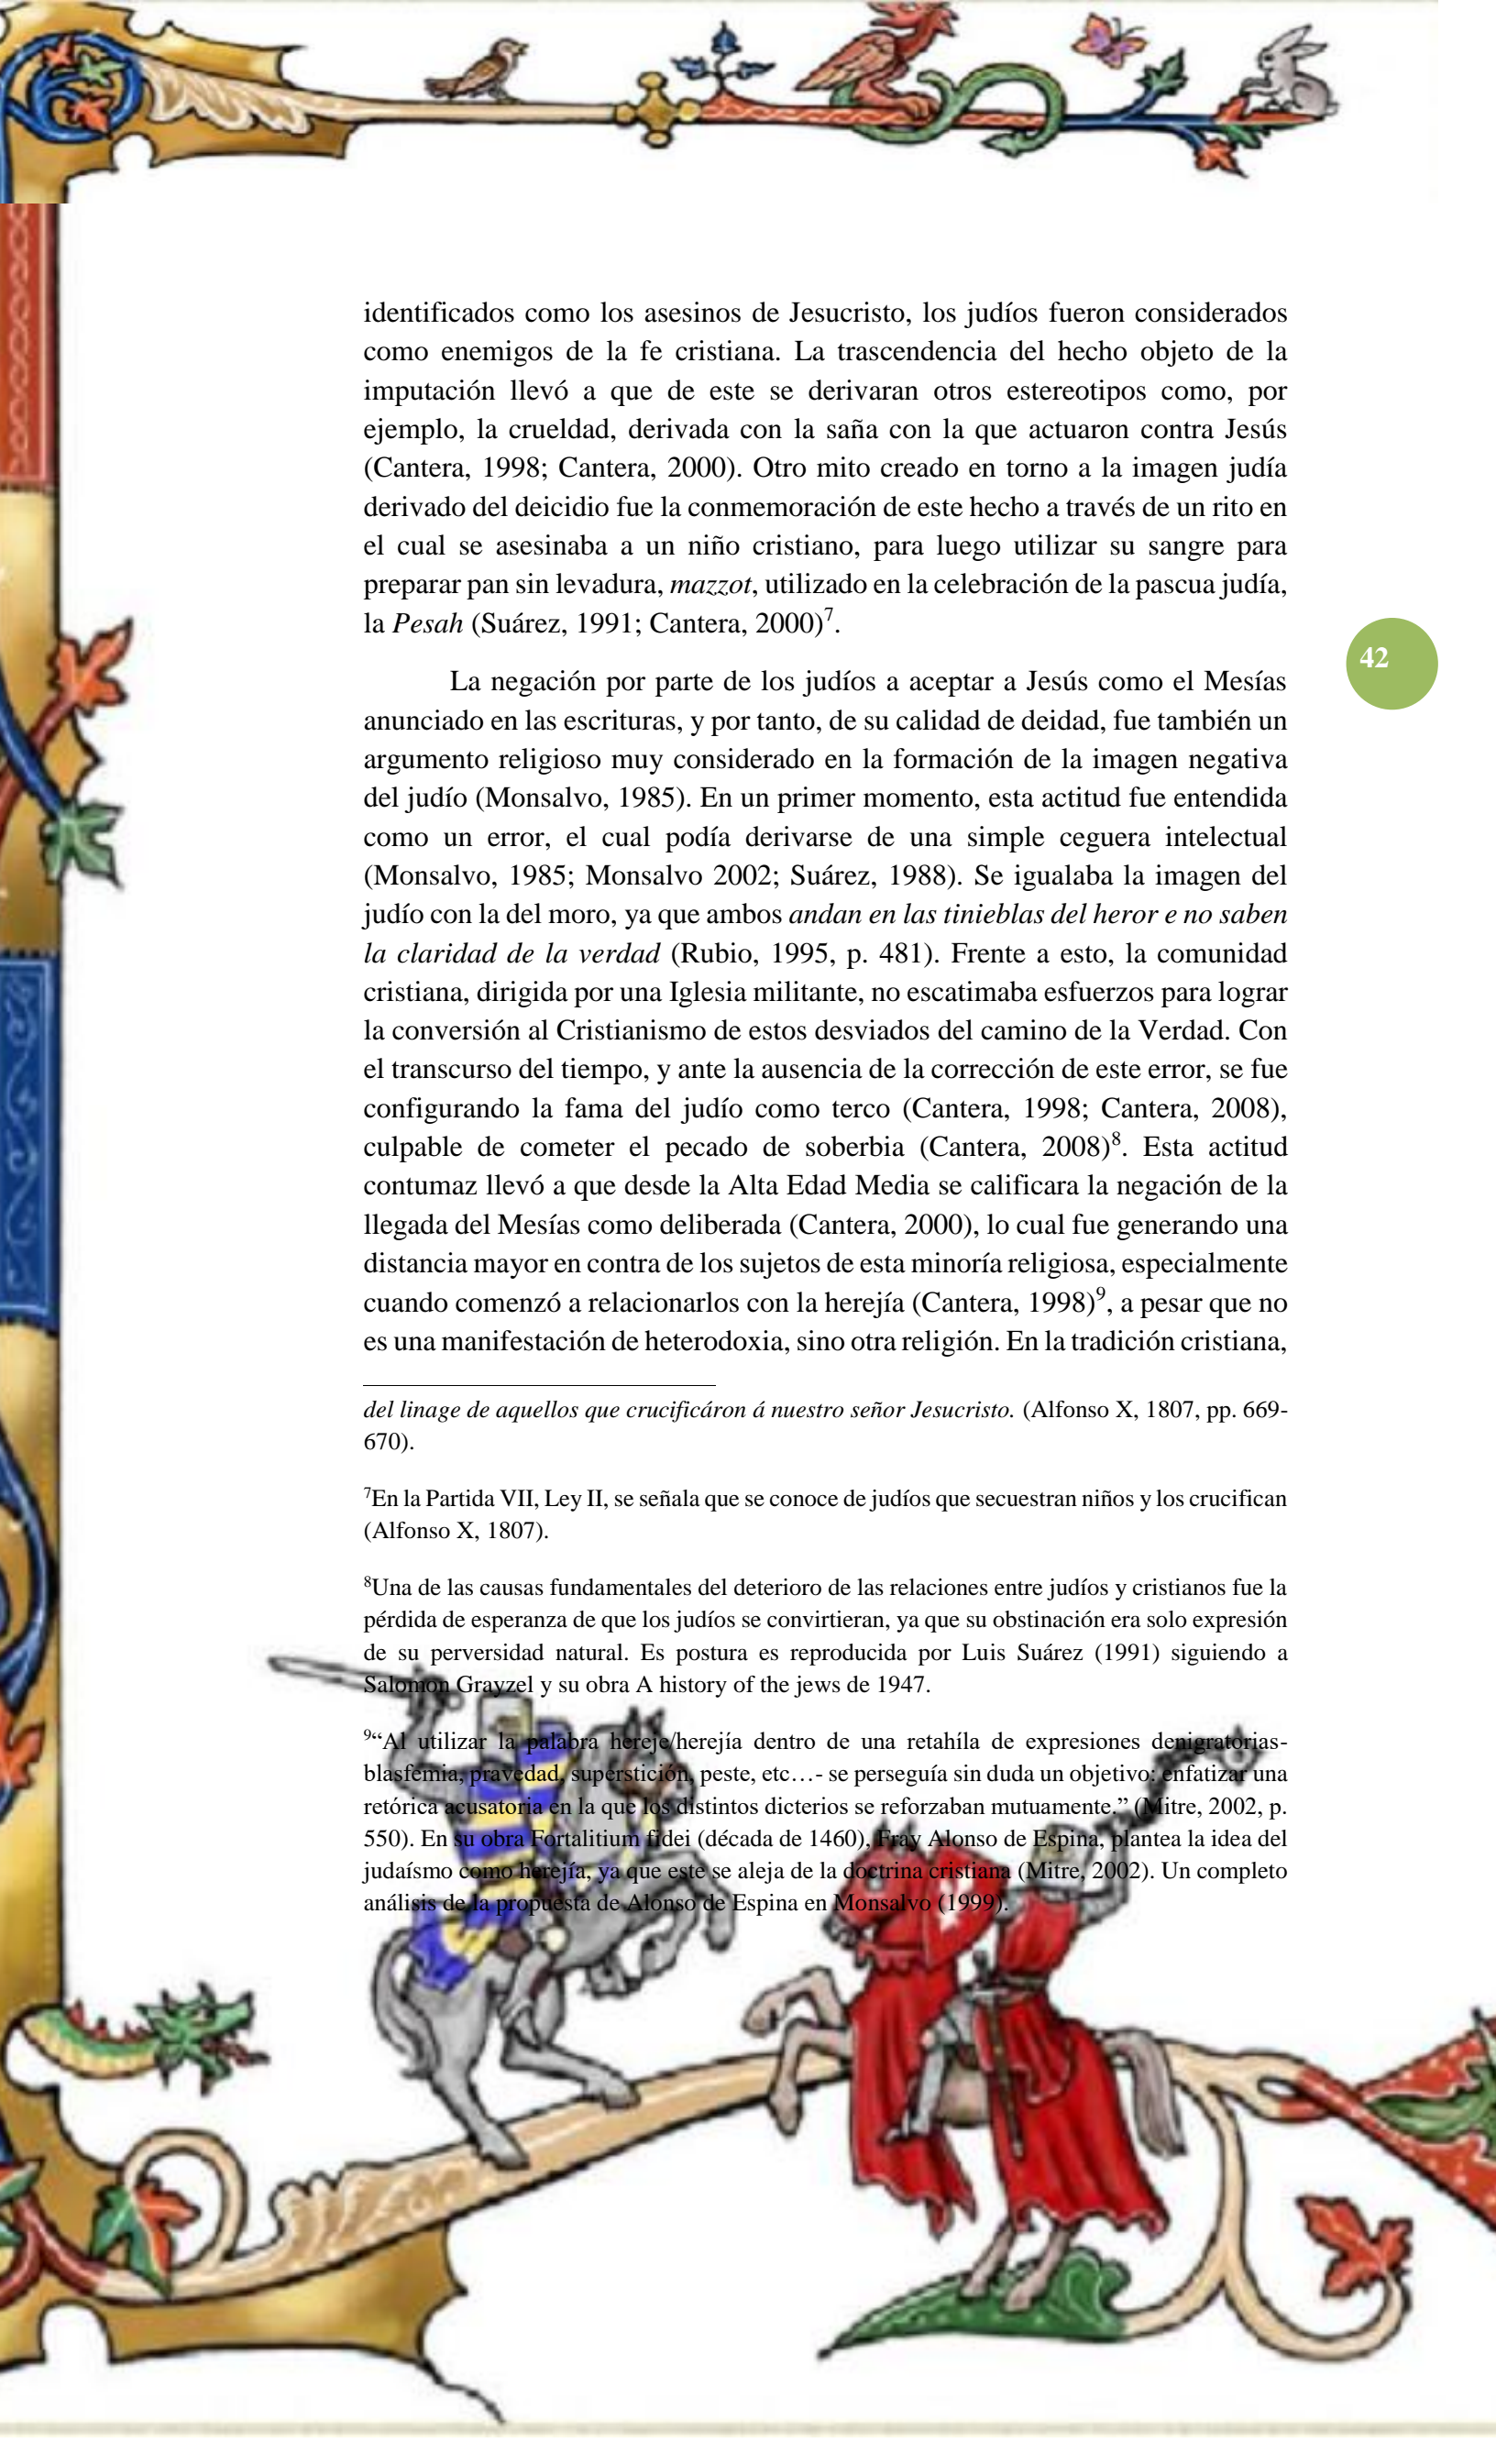 identificados como los asesinos de Jesucristo, los judíos fueron considerados
como enemigos de la fe cristiana. La trascendencia del hecho objeto de la
imputación llevó a que de este se derivaran otros estereotipos como, por
ejemplo, la crueldad, derivada con la saña con la que actuaron contra Jesús
(Cantera, 1998; Cantera, 2000). Otro mito creado en torno a la imagen judía
derivado del deicidio fue la conmemoración de este hecho a través de un rito en
el cual se asesinaba a un niño cristiano, para luego utilizar su sangre para
preparar pan sin levadura, mazzot, utilizado en la celebración de la pascua judía,
la Pesah (Suárez, 1991; Cantera, 2000)7.
42
La negación por parte de los judíos a aceptar a Jesús como el Mesías
anunciado en las escrituras, y por tanto, de su calidad de deidad, fue también un
argumento religioso muy considerado en la formación de la imagen negativa
del judío (Monsalvo, 1985). En un primer momento, esta actitud fue entendida
como un error, el cual podía derivarse de una simple ceguera intelectual
(Monsalvo, 1985; Monsalvo 2002; Suárez, 1988). Se igualaba la imagen del
judío con la del moro, ya que ambos andan en las tinieblas del heror e no saben
la claridad de la verdad (Rubio, 1995, p. 481). Frente a esto, la comunidad
cristiana, dirigida por una Iglesia militante, no escatimaba esfuerzos para lograr
la conversión al Cristianismo de estos desviados del camino de la Verdad. Con
el transcurso del tiempo, y ante la ausencia de la corrección de este error, se fue
configurando la fama del judío como terco (Cantera, 1998; Cantera, 2008),
culpable de cometer el pecado de soberbia (Cantera, 2008)8. Esta actitud
contumaz llevó a que desde la Alta Edad Media se calificara la negación de la
llegada del Mesías como deliberada (Cantera, 2000), lo cual fue generando una
distancia mayor en contra de los sujetos de esta minoría religiosa, especialmente
cuando comenzó a relacionarlos con la herejía (Cantera, 1998)9, a pesar que no
es una manifestación de heterodoxia, sino otra religión. En la tradición cristiana,
del linage de aquellos que crucificáron á nuestro señor Jesucristo. (Alfonso X, 1807, pp. 669-
670).
7En la Partida VII, Ley II, se señala que se conoce de judíos que secuestran niños y los crucifican
(Alfonso X, 1807).
8Una de las causas fundamentales del deterioro de las relaciones entre judíos y cristianos fue la
pérdida de esperanza de que los judíos se convirtieran, ya que su obstinación era solo expresión
de su perversidad natural. Es postura es reproducida por Luis Suárez (1991) siguiendo a
Salomon Grayzel y su obra A history of the jews de 1947.
9“Al utilizar la palabra hereje/herejía dentro de una retahíla de expresiones denigratorias-
blasfemia, pravedad, superstición, peste, etc…- se perseguía sin duda un objetivo: enfatizar una
retórica acusatoria en la que los distintos dicterios se reforzaban mutuamente.” (Mitre, 2002, p.
550). En su obra Fortalitium fidei (década de 1460), Fray Alonso de Espina, plantea la idea del
judaísmo como herejía, ya que este se aleja de la doctrina cristiana (Mitre, 2002). Un completo
análisis de la propuesta de Alonso de Espina en Monsalvo (1999).